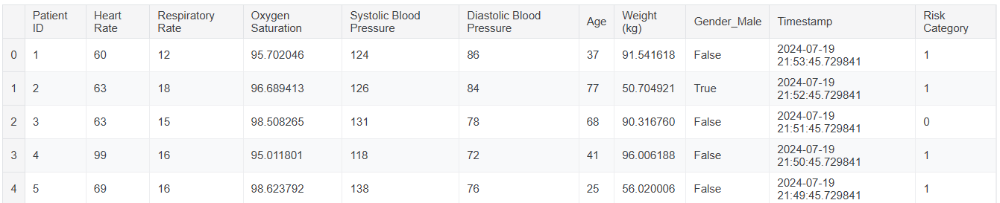 Patient ID Heart Rate Respiratory Rate Oxygen Saturation Systolic Blood Pressure Diastolic Blood Pressure Age Weight (kg) Gender_Male Timestamp Risk Category
0 1 60 12 95.702046 124 86 37 91.541618 False 2024-07-19 21:53:45.729841 1
1 2 63 18 96.689413 126 84 77 50.704921 True 2024-07-19 21:52:45.729841 1
2 3 63 15 98.508265 131 78 68 90.316760 False 2024-07-19 21:51:45.729841 0
3 4 99 16 95.011801 118 72 41 96.006188 False 2024-07-19 21:50:45.729841 1
4 5 69 16 98.623792 138 76 25 56.020006 False 2024-07-19 21:49:45.729841 1